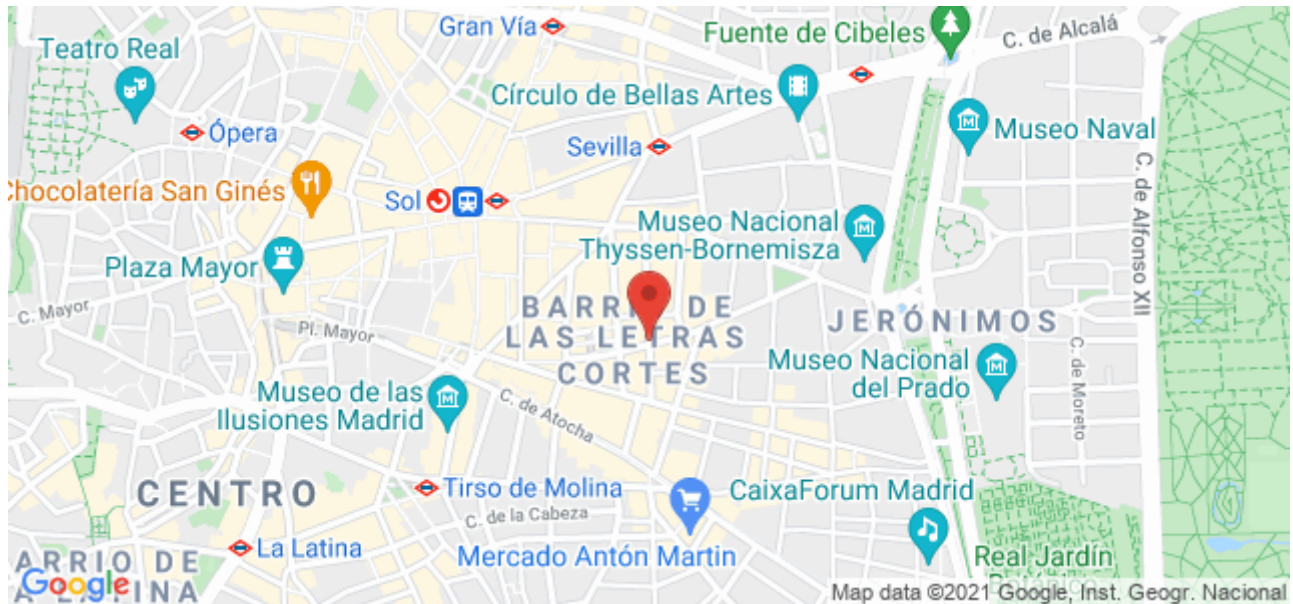 Gran Vía
Fuente de Cibeles
C. de Alcalá
Teatro Real
Círculo de Bellas Artes
Ópera
Sevilla
Museo Naval
C. de Alfonso XII
Chocolatería San Ginés
Sol
Museo Nacional
Thyssen-Bornemisza
Plaza Mayor
C. Mayor
Pl. Mayor
BARRIO DE
LAS LETRAS
CORTES
JERÓNIMOS
Museo Nacional
del Prado
C. de Moreto
Museo de las
Ilusiones Madrid
C. de Atocha
CENTRO
Tirso de Molina
C. de la Cabeza
CaixaForum Madrid
La Latina
Mercado Antón Martin
Real Jardín
ARRIO DE
Google
Map data ©2021 Google, Inst. Geogr. Nacional